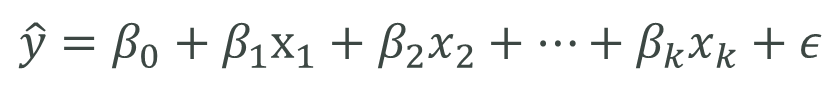 ŷ = β₀ + β₁x₁ + β₂x₂ + ⋯ + βₖxₖ + ϵ